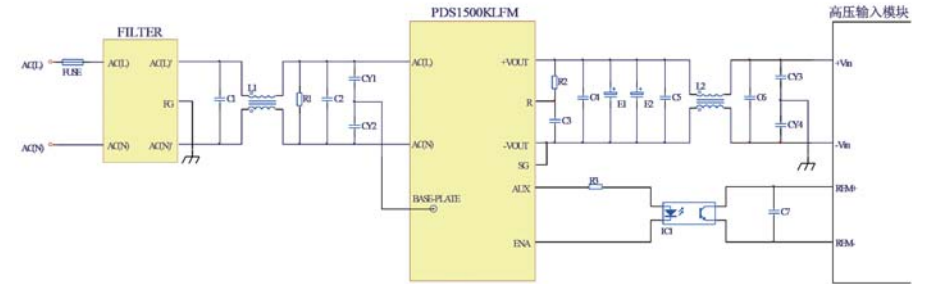 PDS1500KLFM
高压输入模块
FILTER
AC(L)
FUSE
AC(L)
AC(L)'
FG
AC(N)
AC(N)
AC(N)'
C1
L1
R1
C2
CY1
CY2
AC(L)
AC(N)
BASE-PLATE
+VOUT
R
-VOUT
SG
AUX
ENA
R2
C3
C4
E1
E2
C5
L2
C6
CY3
CY4
+Vin
-Vin
R3
IC1
C7
REM+
REM-